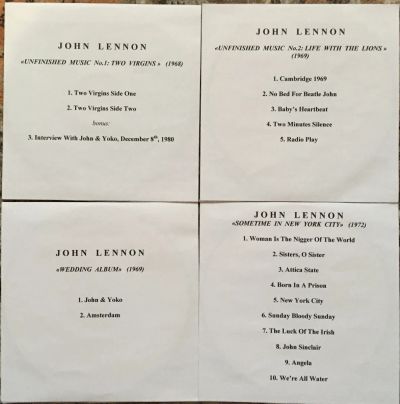 JOHN LENNON
«UNFINISHED MUSIC No.1: TWO VIRGINS » (1968)
1. Two Virgins Side One
2. Two Virgins Side Two
bonus:
3. Interview With John & Yoko, December 8th, 1980
JOHN LENNON
«UNFINISHED MUSIC No.2: LIFE WITH THE LIONS »
(1969)
1. Cambridge 1969
2. No Bed For Beatle John
3. Baby's Heartbeat
4. Two Minutes Silence
5. Radio Play
JOHN LENNON
«WEDDING ALBUM» (1969)
1. John & Yoko
2. Amsterdam
JOHN LENNON
«SOMETIME IN NEW YORK CITY» (1972)
1. Woman Is The Nigger Of The World
2. Sisters, O Sister
3. Attica State
4. Born In A Prison
5. New York City
6. Sunday Bloody Sunday
7. The Luck Of The Irish
8. John Sinclair
9. Angela
10. We're All Water